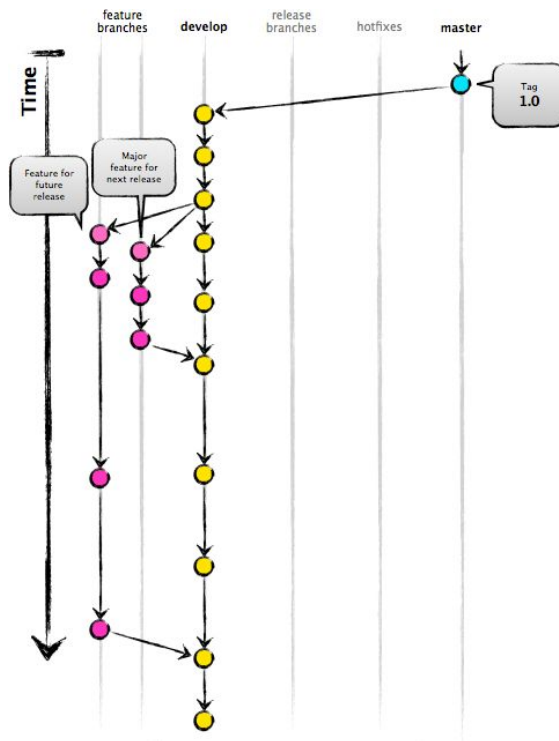 feature
branches
develop
release
branches
hotfixes
master
Time
Tag
1.0
Major
feature for
next release
Feature for
future
release